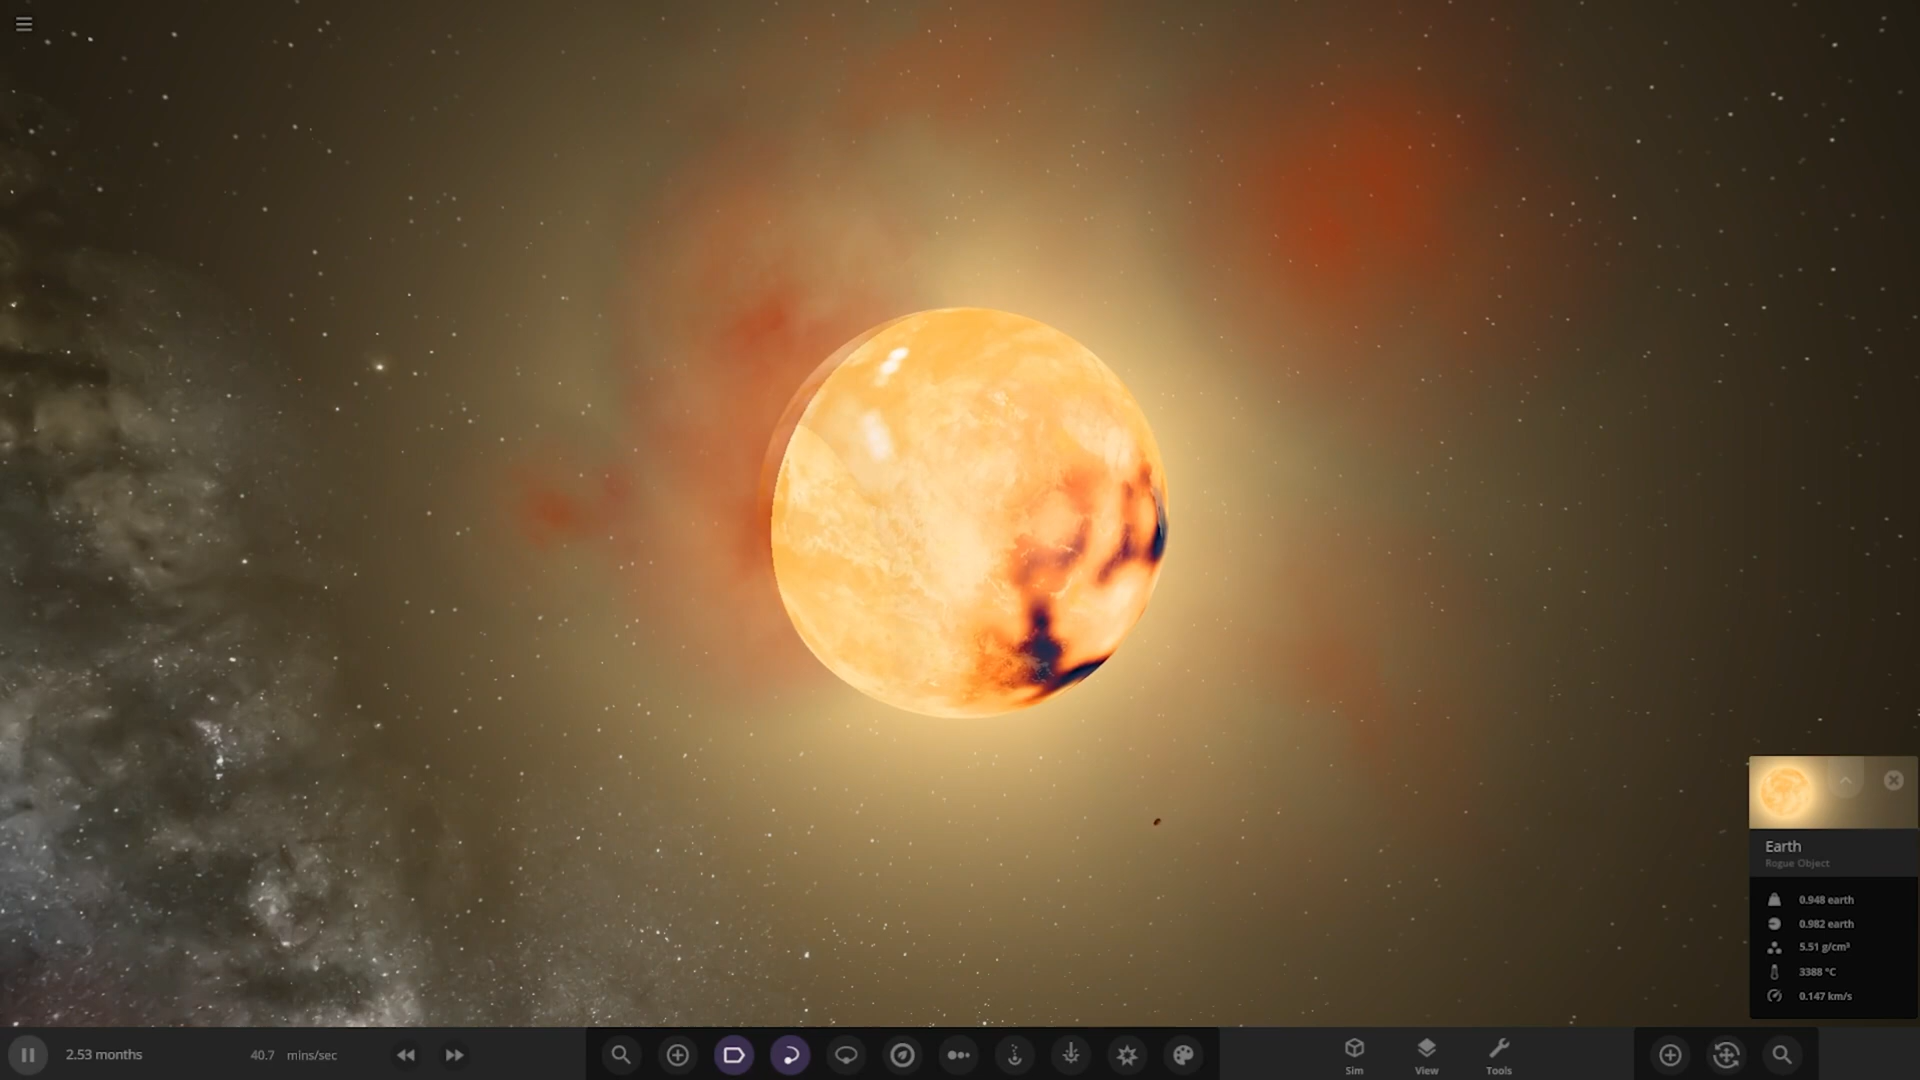 Earth
Rogue Object
0.948 earth
0.982 earth
5.51 g/cm³
3388 °C
0.147 km/s
2.53 months
40.7 mins/sec
Sim
View
Tools